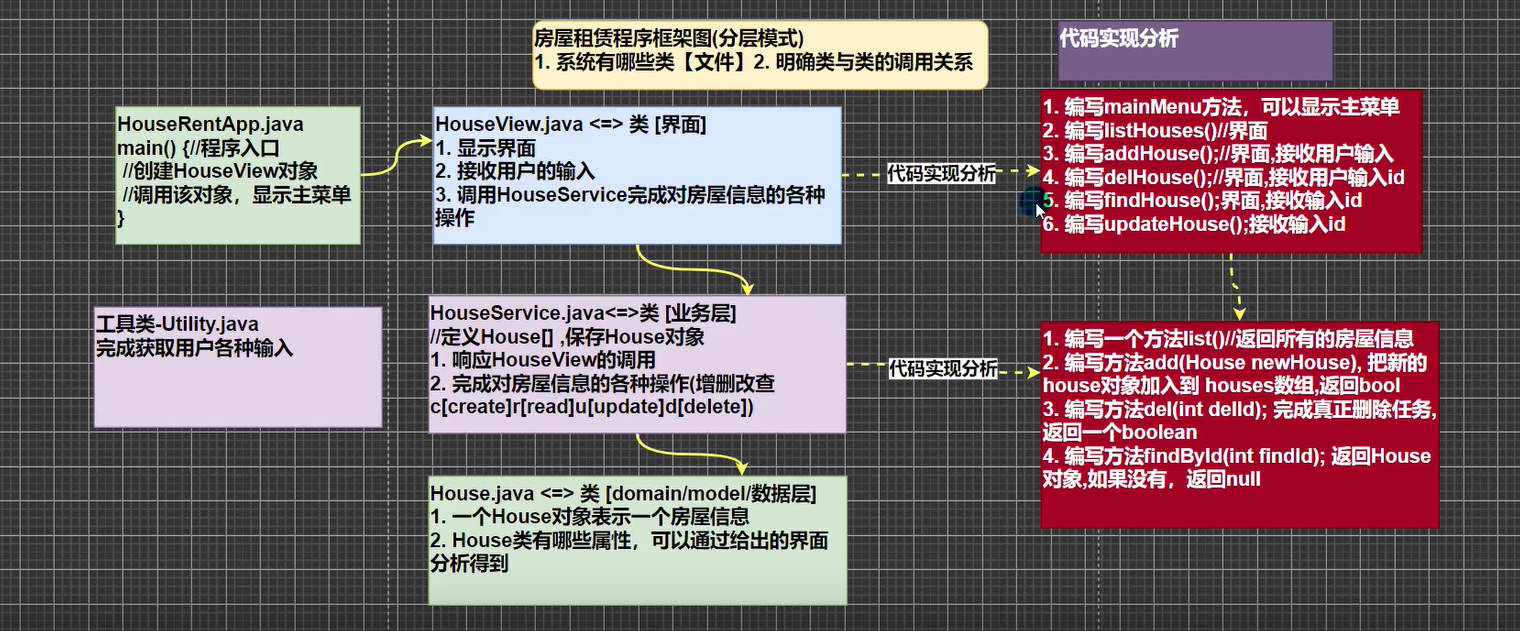 房屋租赁程序框架图(分层模式)
1. 系统有哪些类【文件】2. 明确类与类的调用关系
代码实现分析
HouseRentApp.java
main() {//程序入口
//创建HouseView对象
//调用该对象，显示主菜单
}
HouseView.java <=> 类 [界面]
1. 显示界面
2. 接收用户的输入
3. 调用HouseService完成对房屋信息的各种
操作
代码实现分析
1. 编写mainMenu方法，可以显示主菜单
2. 编写listHouses()//界面
3. 编写addHouse();//界面,接收用户输入
4. 编写delHouse();//界面,接收用户输入id
5. 编写findHouse();界面,接收输入id
6. 编写updateHouse();接收输入id
工具类-Utility.java
完成获取用户各种输入
HouseService.java<=>类 [业务层]
//定义House[] ,保存House对象
1. 响应HouseView的调用
2. 完成对房屋信息的各种操作(增删改查
c[create]r[read]u[update]d[delete])
代码实现分析
1. 编写一个方法list()//返回所有的房屋信息
2. 编写方法add(House newHouse), 把新的
house对象加入到 houses数组,返回bool
3. 编写方法del(int delId); 完成真正删除任务,
返回一个boolean
4. 编写方法findById(int findId); 返回House
对象,如果没有，返回null
House.java <=> 类 [domain/model/数据层]
1. 一个House对象表示一个房屋信息
2. House类有哪些属性，可以通过给出的界面
分析得到